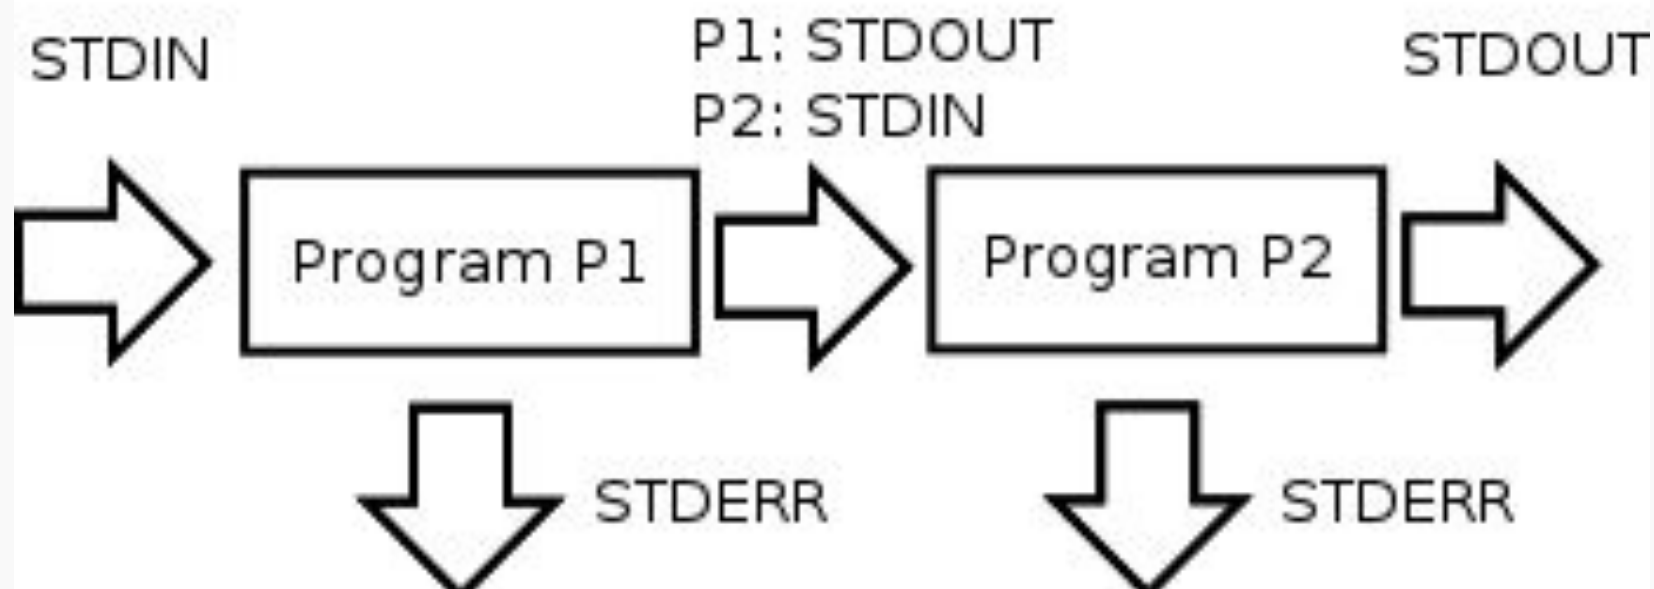 STDIN
P1: STDOUT
P2: STDIN
STDOUT
Program P1
Program P2
STDERR
STDERR